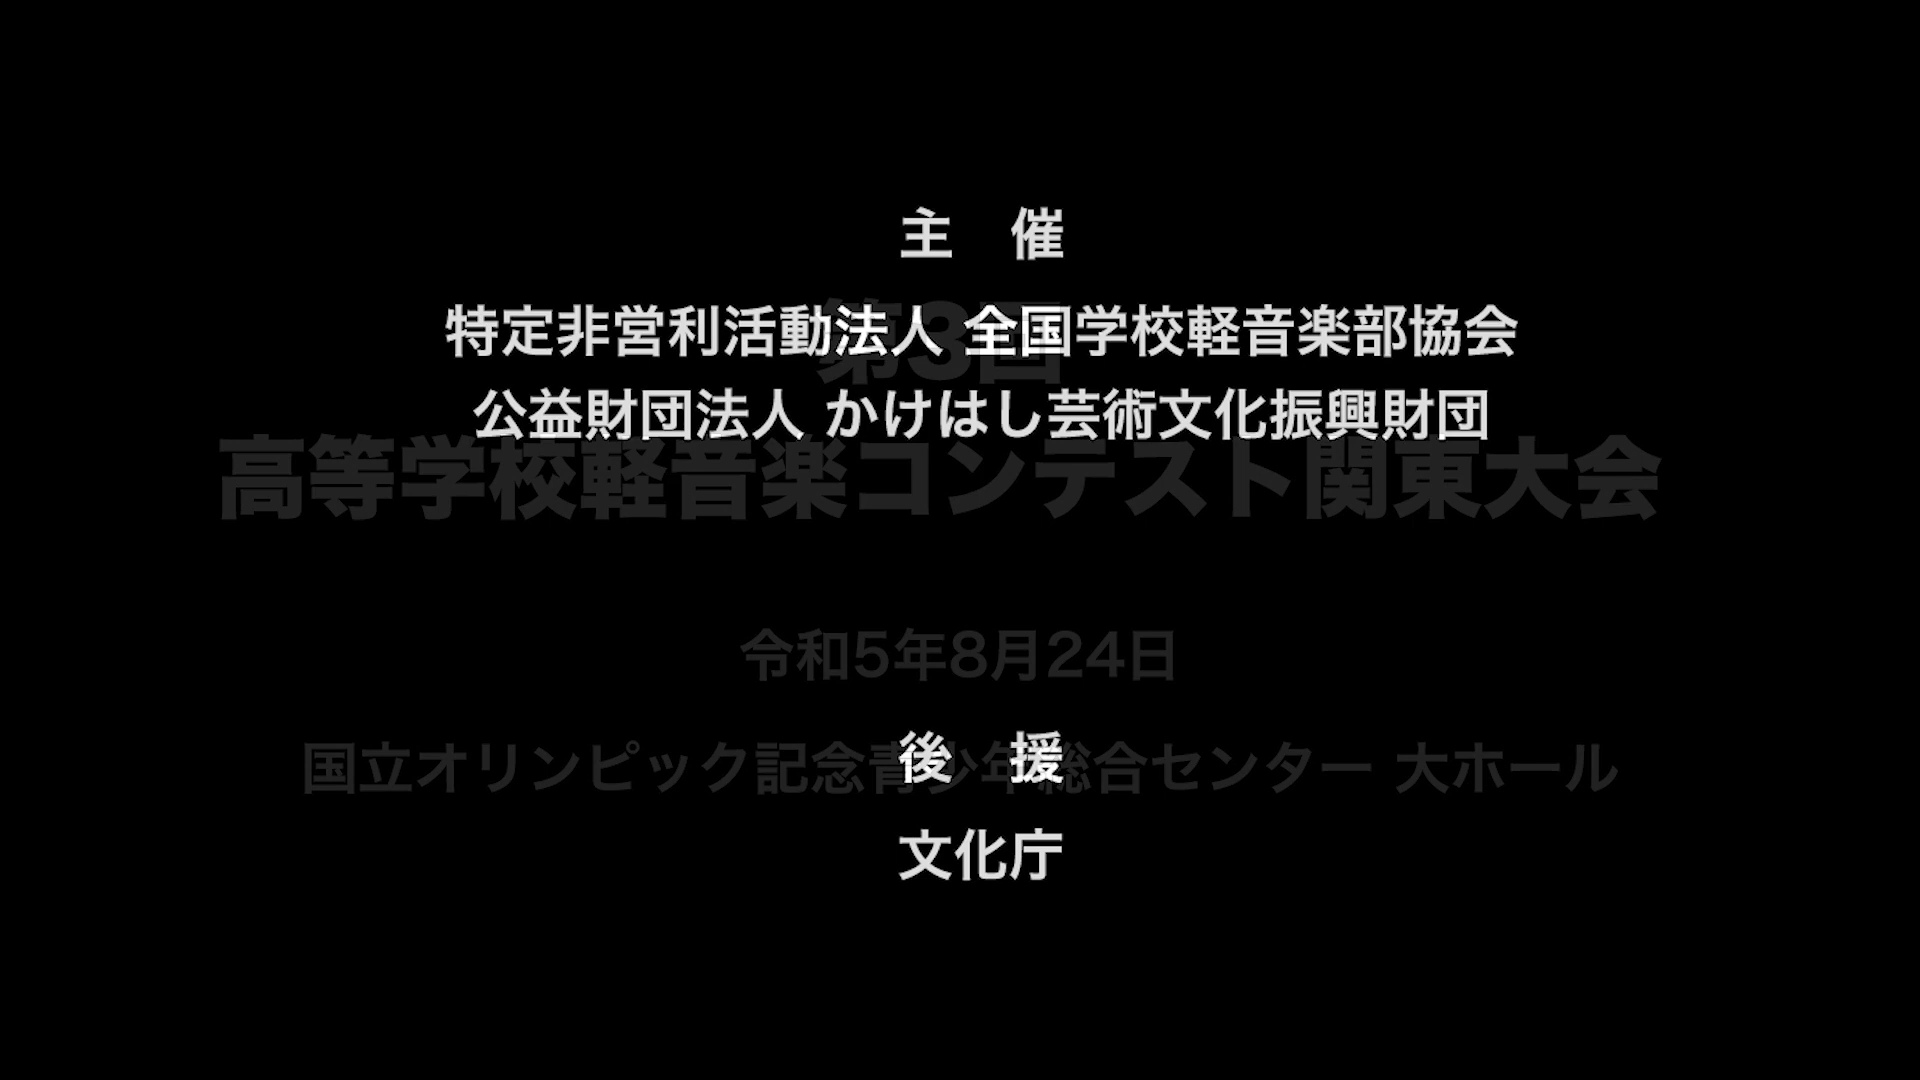 主　催
特定非営利活動法人 全国学校軽音楽部協会
第3回
公益財団法人 かけはし芸術文化振興財団
高等学校軽音楽コンテスト関東大会
令和5年8月24日
後　援
国立オリンピック記念青少年総合センター 大ホール
文化庁